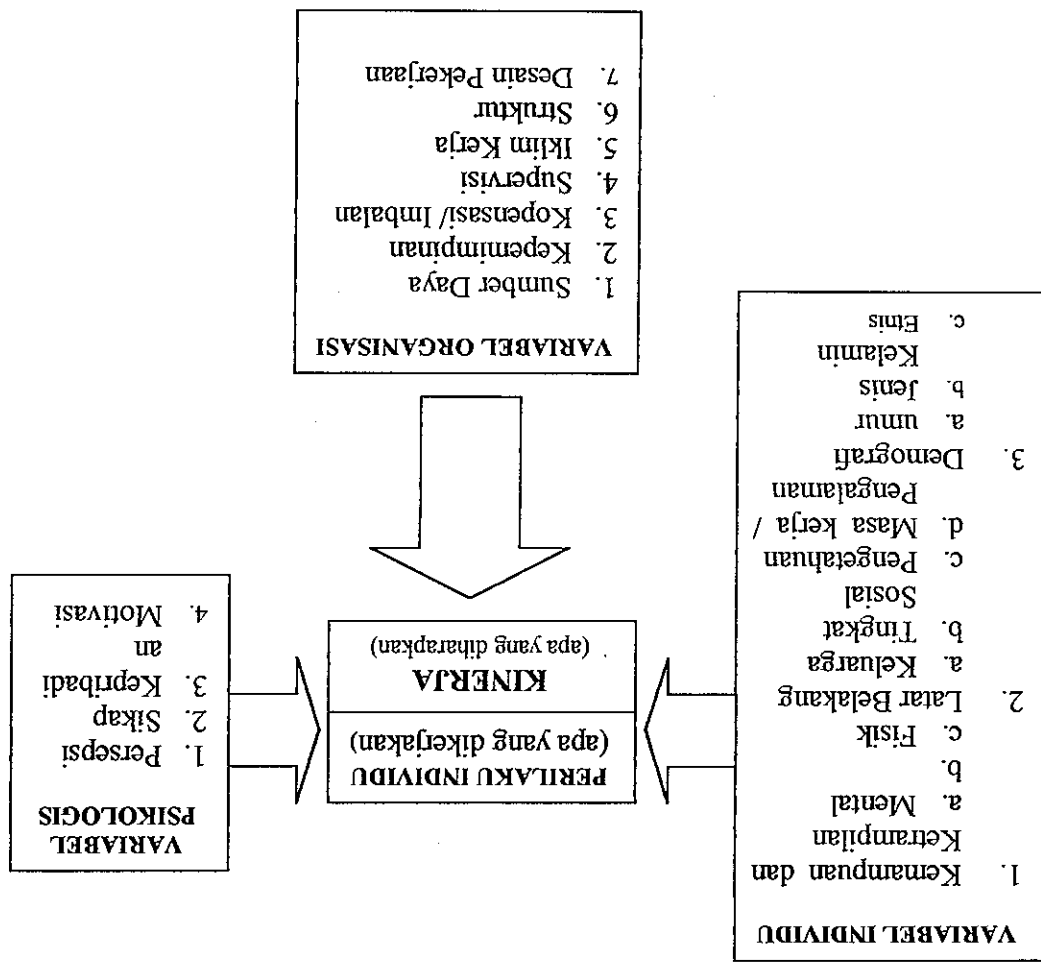 VARIABEL INDIVIDU
1. Kemampuan dan
Ketrampilan
a. Mental
b.
c. Fisik
2. Latar Belakang
a. Keluarga
b. Tingkat
Sosial
c. Pengetahuan
d. Masa kerja /
Pengalaman
3. Demografi
a. umur
b. Jenis
Kelamin
c. Etnis
PERILAKU INDIVIDU
(apa yang dikerjakan)
KINERJA
(apa yang diharapkan)
VARIABEL
PSIKOLOGIS
1. Persepsi
2. Sikap
3. Kepribadi
an
4. Motivasi
VARIABEL ORGANISASI
1. Sumber Daya
2. Kepemimpinan
3. Kopensasi/ Imbalan
4. Supervisi
5. Iklim Kerja
6. Struktur
7. Desain Pekerjaan